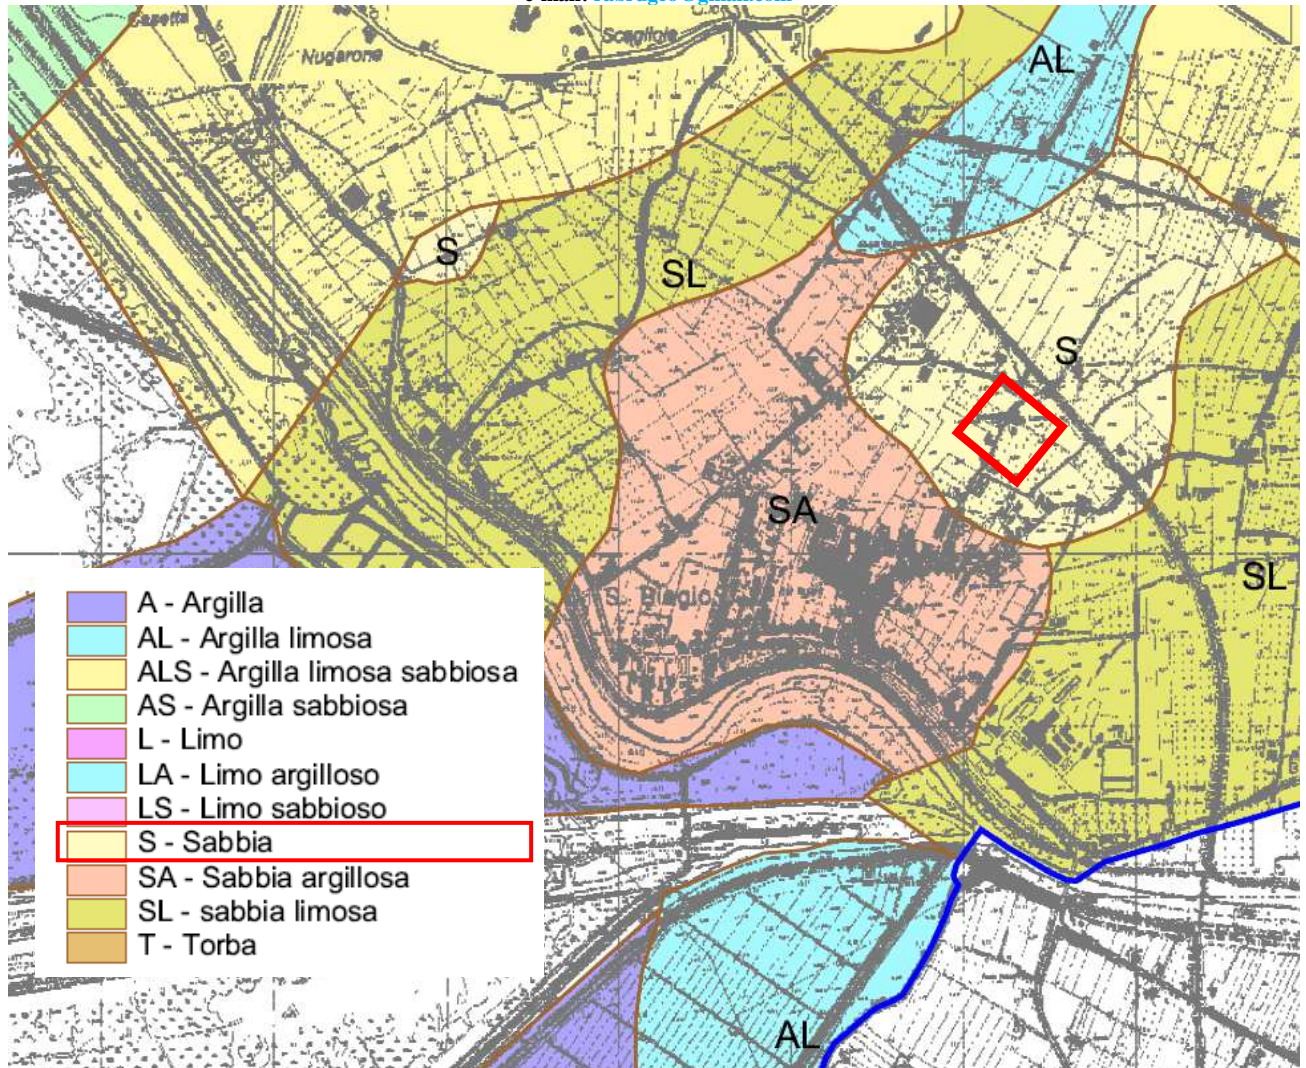 Casetta
Nugarone
Scagliola
AL
S
SL
S
SA
SL
S. Biagio
AL
A - Argilla
AL - Argilla limosa
ALS - Argilla limosa sabbiosa
AS - Argilla sabbiosa
L - Limo
LA - Limo argilloso
LS - Limo sabbioso
S - Sabbia
SA - Sabbia argillosa
SL - sabbia limosa
T - Torba